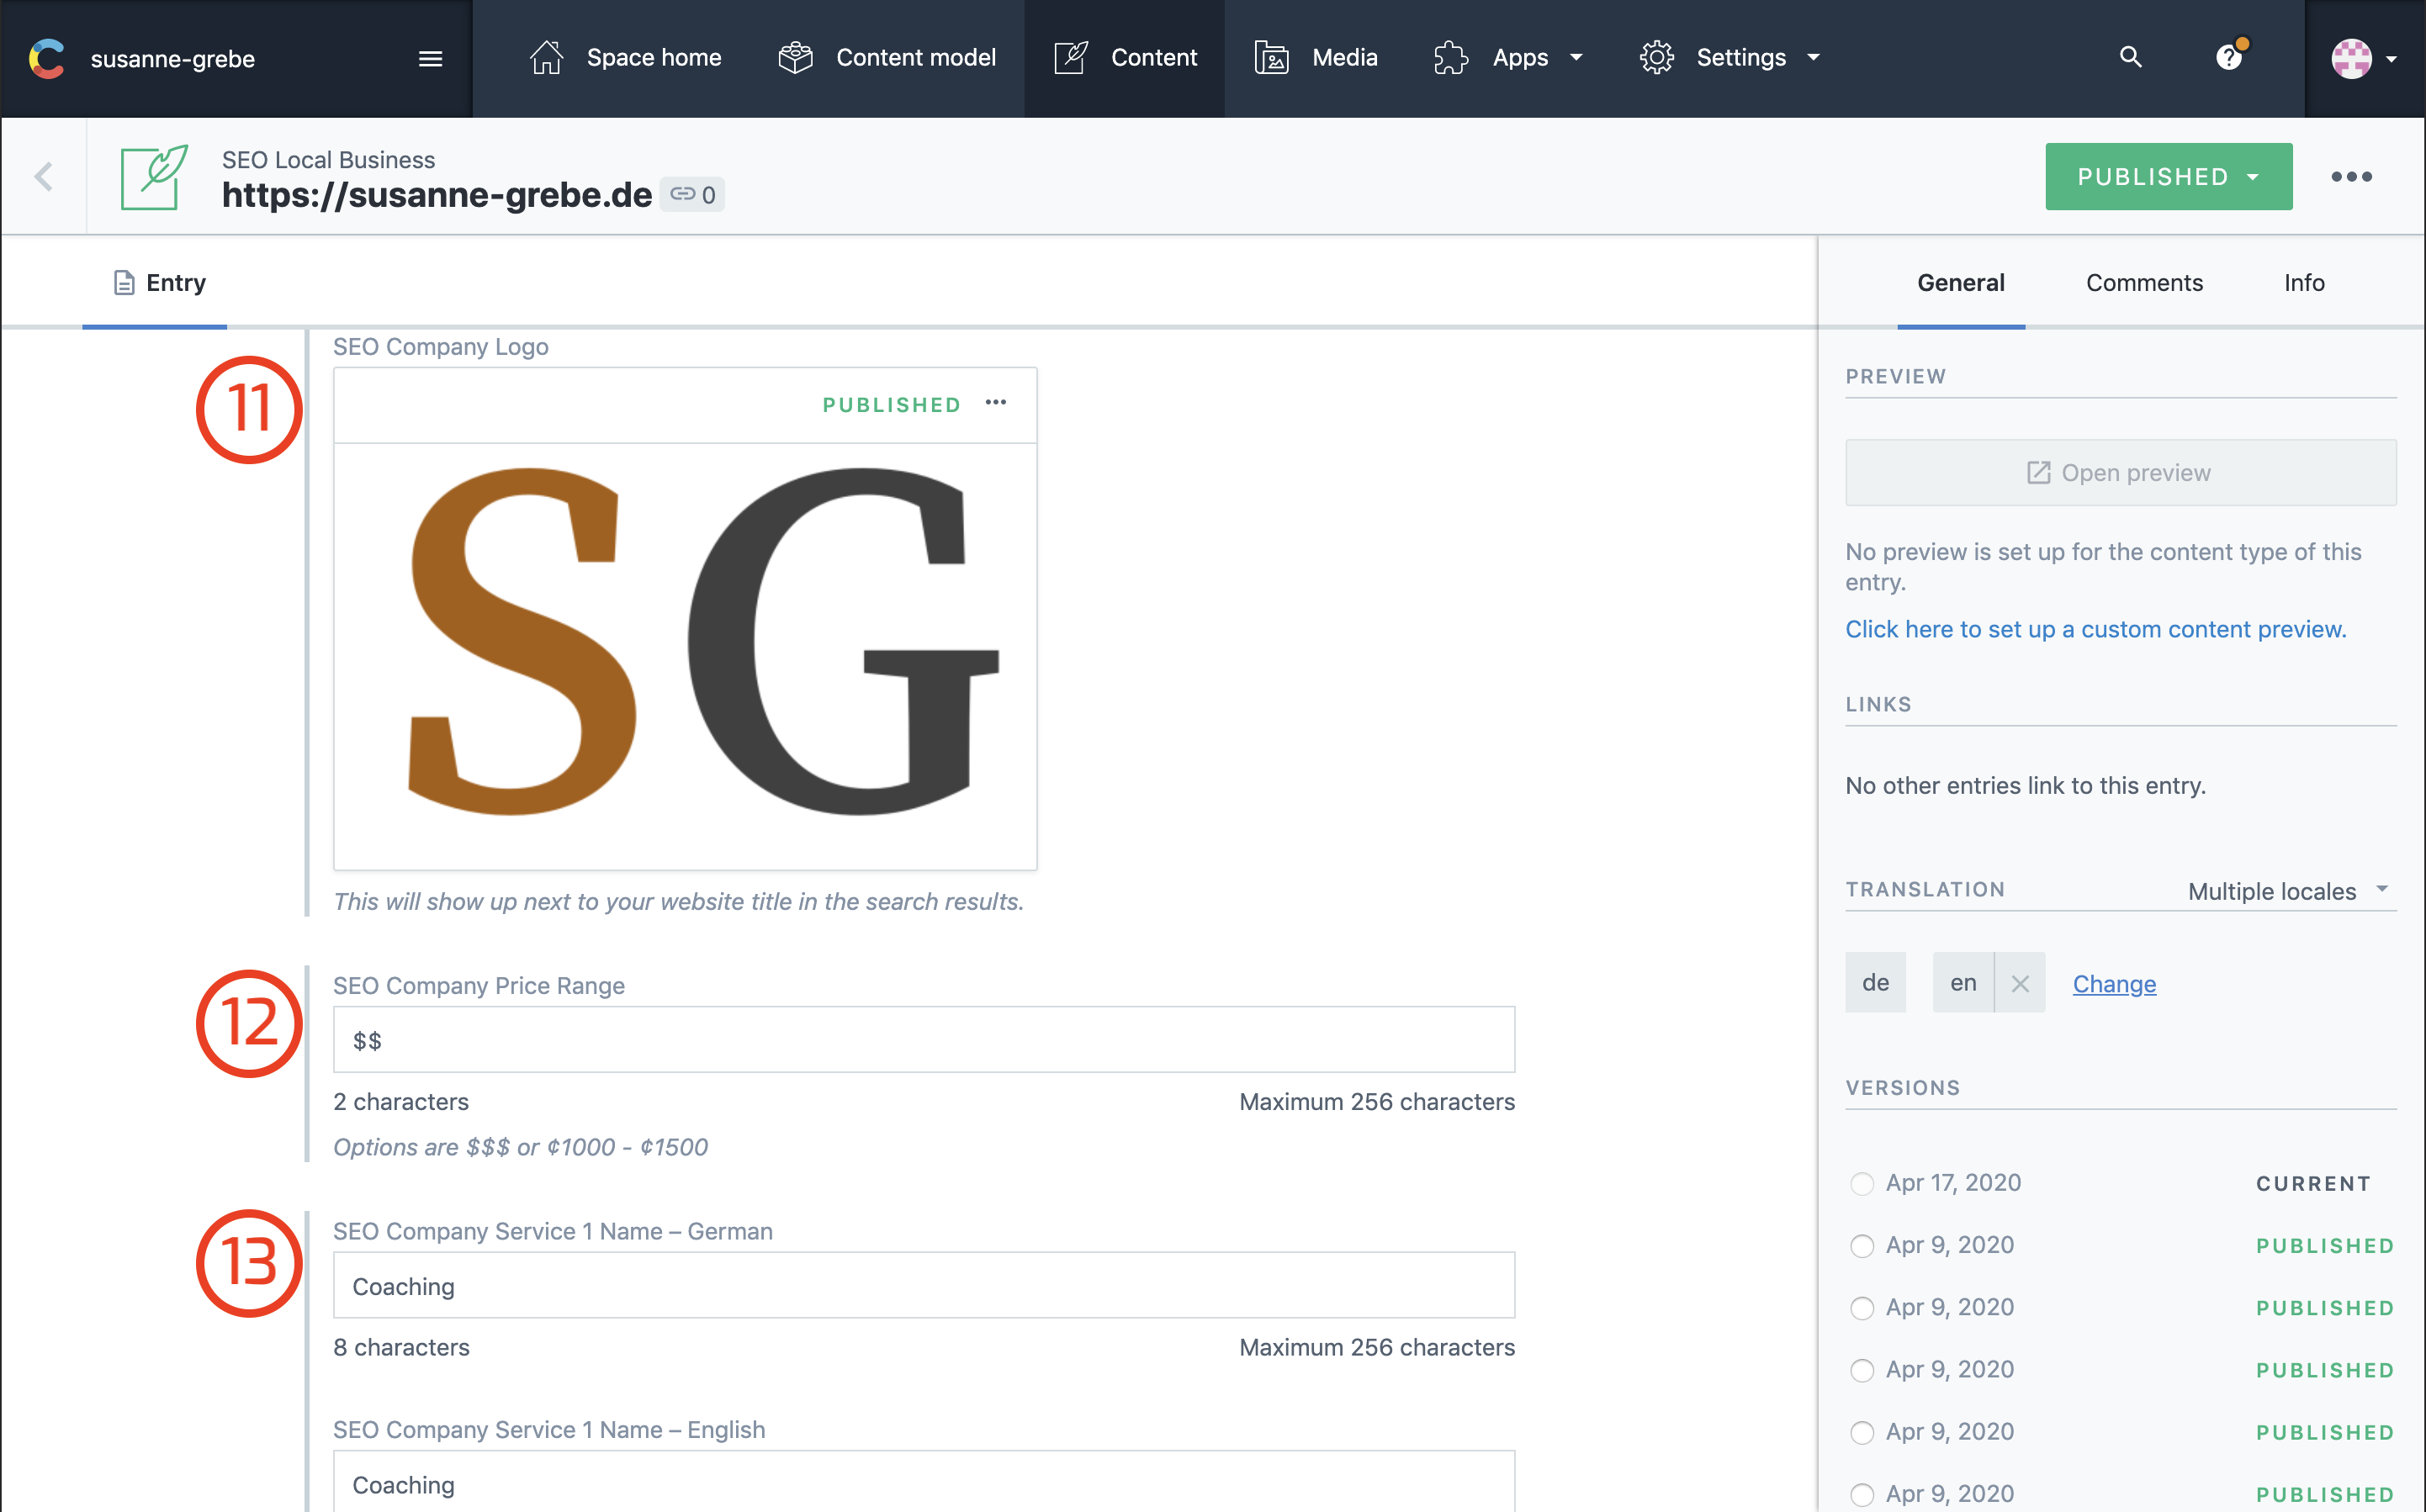 susanne-grebe
Space home
Content model
Content
Media
Apps
Settings
SEO Local Business
https://susanne-grebe.de
0
PUBLISHED
Entry
General
Comments
Info
11
SEO Company Logo
PUBLISHED
SG
This will show up next to your website title in the search results.
12
SEO Company Price Range
$$
2 characters
Maximum 256 characters
Options are $$$ or ¢1000 - ¢1500
13
SEO Company Service 1 Name – German
Coaching
8 characters
Maximum 256 characters
SEO Company Service 1 Name – English
Coaching
PREVIEW
Open preview
No preview is set up for the content type of this
entry.
Click here to set up a custom content preview.
LINKS
No other entries link to this entry.
TRANSLATION
Multiple locales
de
en
Change
VERSIONS
Apr 17, 2020 CURRENT
Apr 9, 2020 PUBLISHED
Apr 9, 2020 PUBLISHED
Apr 9, 2020 PUBLISHED
Apr 9, 2020 PUBLISHED
Apr 9, 2020 PUBLISHED